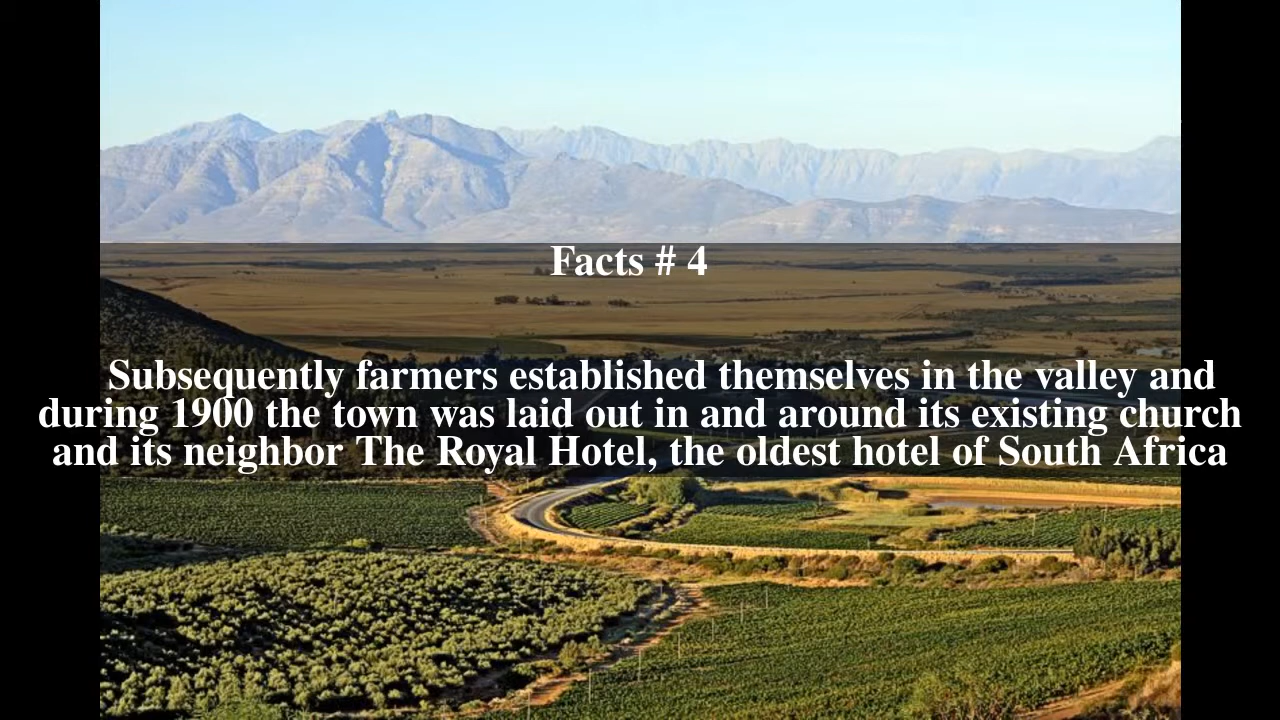 Facts # 4
Subsequently farmers established themselves in the valley and
during 1900 the town was laid out in and around its existing church
and its neighbor The Royal Hotel, the oldest hotel of South Africa